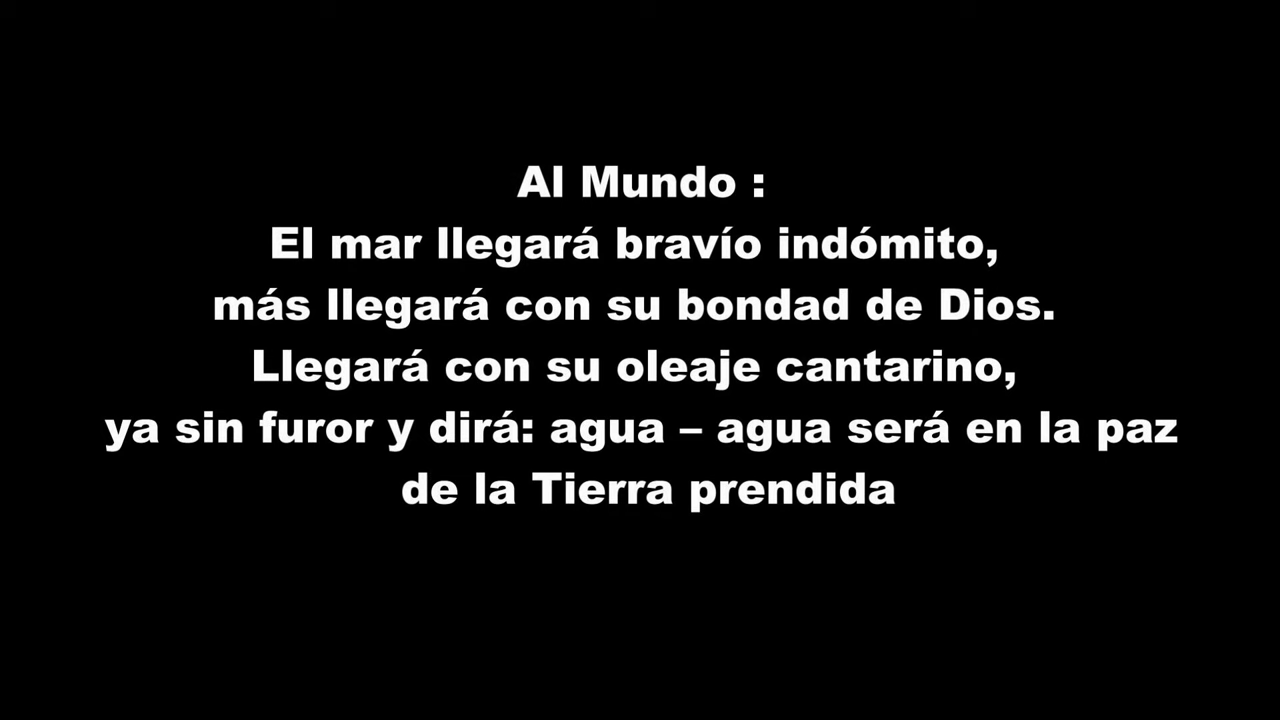 Al Mundo :
El mar llegará bravío indómito,
más llegará con su bondad de Dios.
Llegará con su oleaje cantarino,
ya sin furor y dirá: agua – agua será en la paz
de la Tierra prendida